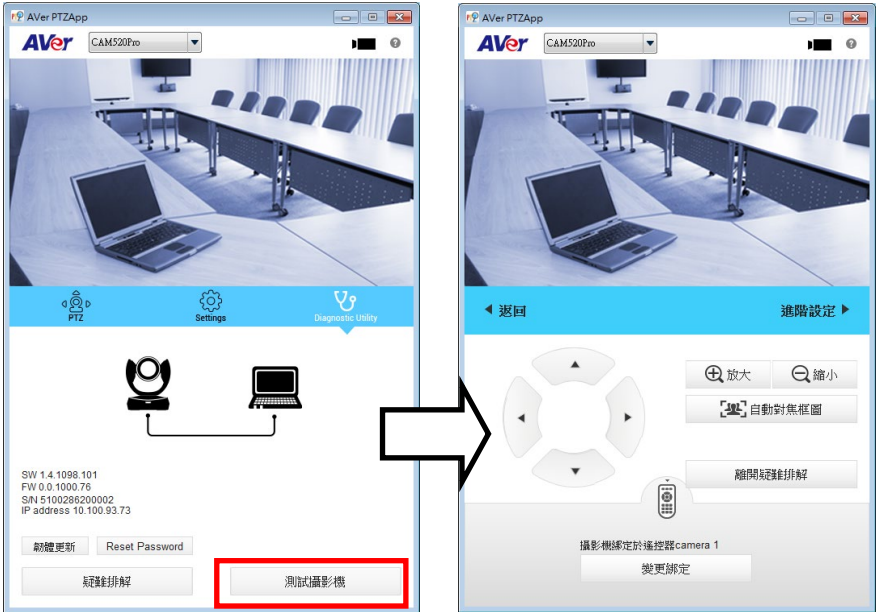 AVer PTZApp
AVer
CAM520Pro
PTZ
Settings
Diagnostic Utility
SW 1.4.1098.101
FW 0.0.1000.76
S/N 5100286200002
IP address 10.100.93.73
韌體更新
Reset Password
疑難排解
測試攝影機
AVer PTZApp
AVer
CAM520Pro
返回
進階設定
放大
縮小
自動對焦框圖
離開疑難排解
攝影機綁定於遙控器camera 1
變更綁定